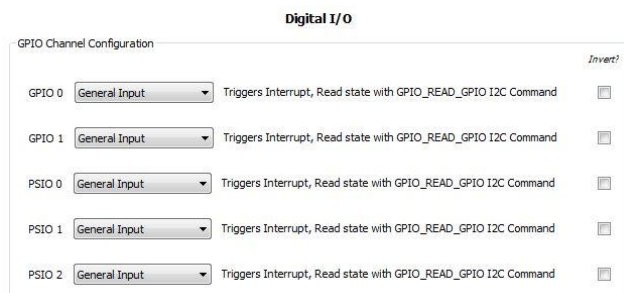 Digital I/O
GPIO Channel Configuration
Invert?
GPIO 0 General Input Triggers Interrupt, Read state with GPIO_READ_GPIO I2C Command
GPIO 1 General Input Triggers Interrupt, Read state with GPIO_READ_GPIO I2C Command
PSIO 0 General Input Triggers Interrupt, Read state with GPIO_READ_GPIO I2C Command
PSIO 1 General Input Triggers Interrupt, Read state with GPIO_READ_GPIO I2C Command
PSIO 2 General Input Triggers Interrupt, Read state with GPIO_READ_GPIO I2C Command